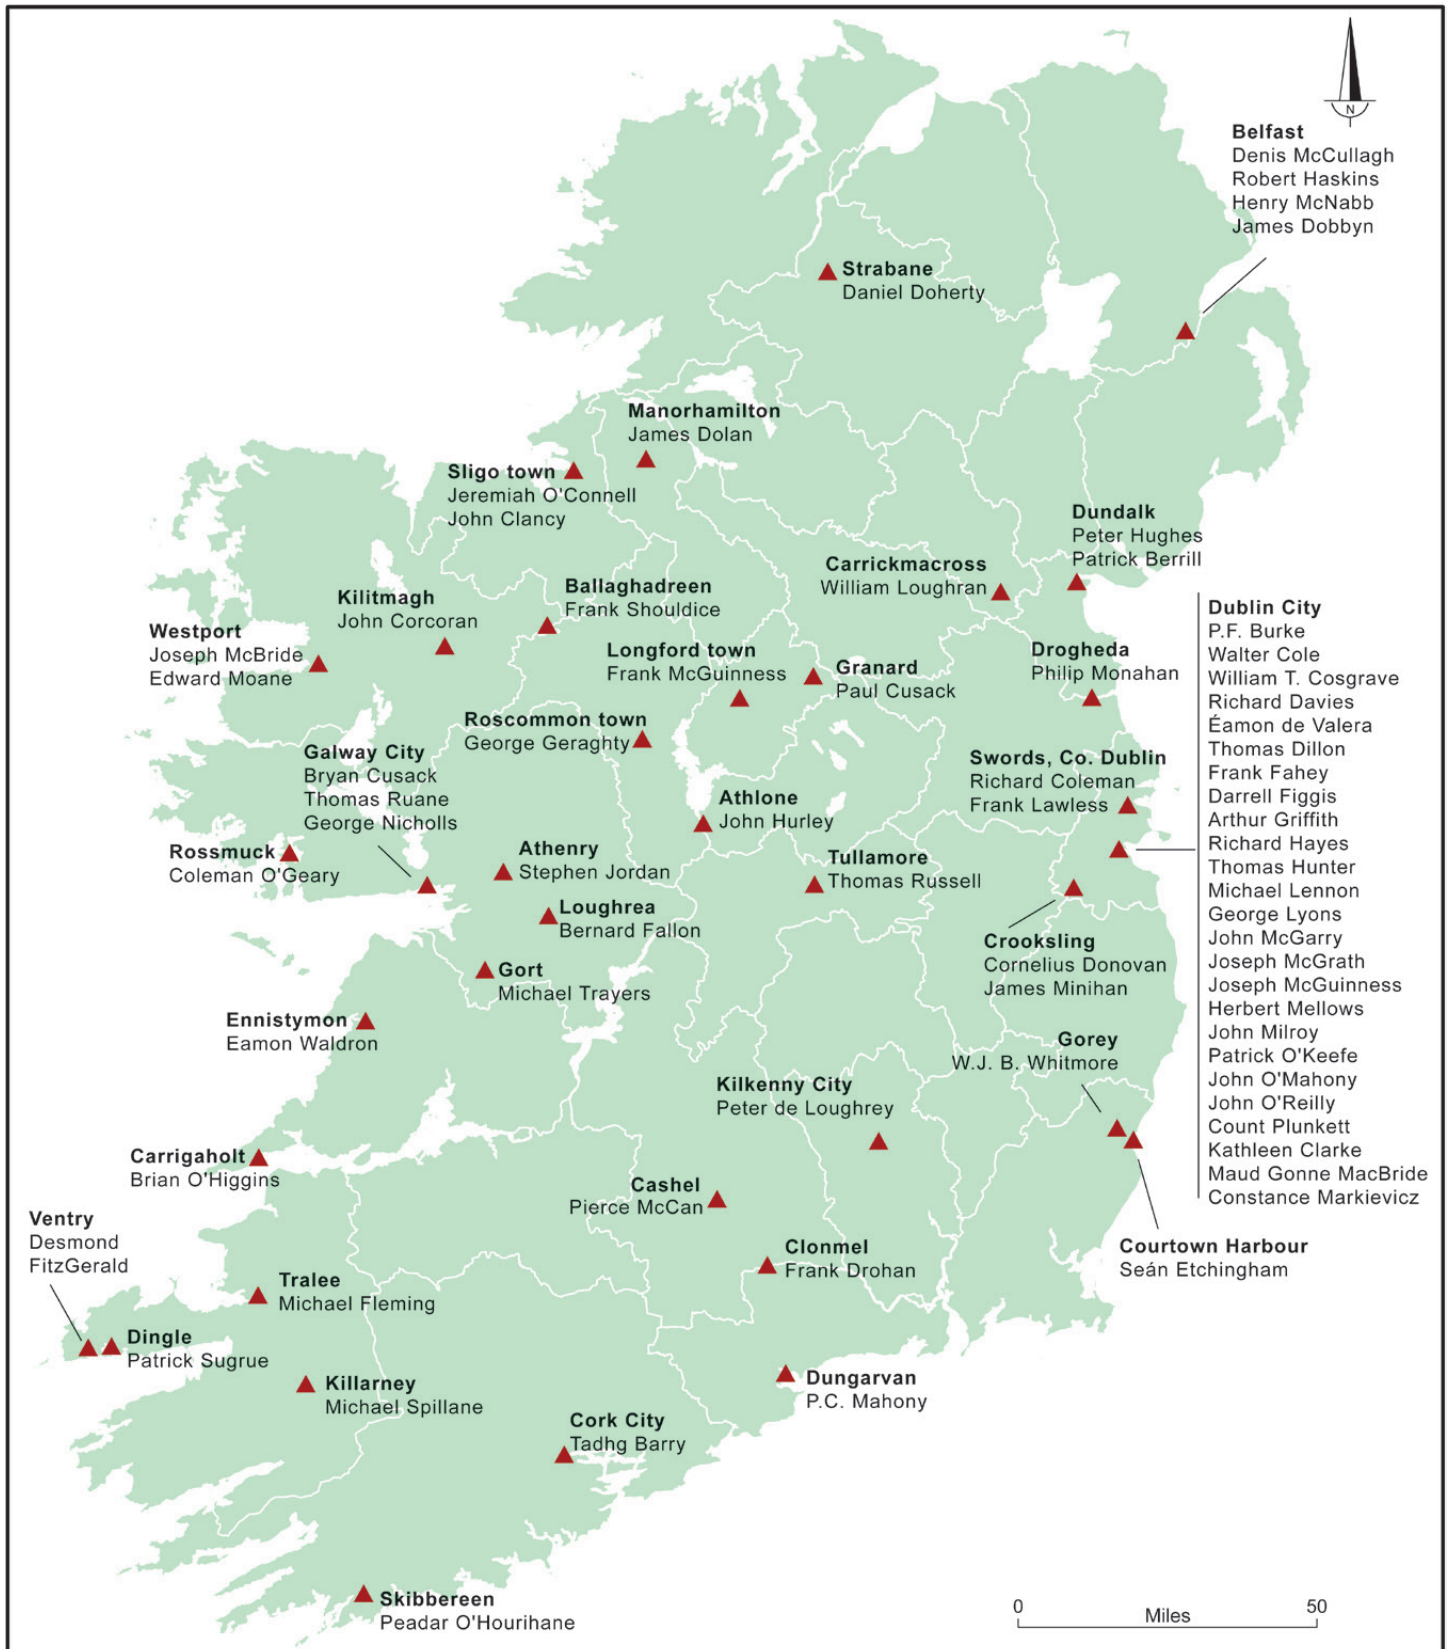 N
Belfast
Denis McCullagh
Robert Haskins
Henry McNabb
James Dobbyn
Strabane
Daniel Doherty
Manorhamilton
James Dolan
Sligo town
Jeremiah O'Connell
John Clancy
Dundalk
Peter Hughes
Patrick Berrill
Carrickmacross
William Loughran
Ballaghadreen
Frank Shouldice
Kilitmagh
John Corcoran
Westport
Joseph McBride
Edward Moane
Longford town
Frank McGuinness
Granard
Paul Cusack
Drogheda
Philip Monahan
Dublin City
P.F. Burke
Walter Cole
William T. Cosgrave
Richard Davies
Éamon de Valera
Thomas Dillon
Frank Fahey
Darrell Figgis
Arthur Griffith
Richard Hayes
Thomas Hunter
Michael Lennon
George Lyons
John McGarry
Joseph McGrath
Joseph McGuinness
Herbert Mellows
John Milroy
Patrick O'Keefe
John O'Mahony
John O'Reilly
Count Plunkett
Kathleen Clarke
Maud Gonne MacBride
Constance Markievicz
Roscommon town
George Geraghty
Galway City
Bryan Cusack
Thomas Ruane
George Nicholls
Swords, Co. Dublin
Richard Coleman
Frank Lawless
Athlone
John Hurley
Rossmuck
Coleman O'Geary
Athenry
Stephen Jordan
Tullamore
Thomas Russell
Loughrea
Bernard Fallon
Crooksling
Cornelius Donovan
James Minihan
Gort
Michael Trayers
Ennistymon
Eamon Waldron
Gorey
W.J. B. Whitmore
Kilkenny City
Peter de Loughrey
Carrigaholt
Brian O'Higgins
Cashel
Pierce McCan
Ventry
Desmond
FitzGerald
Clonmel
Frank Drohan
Courtown Harbour
Seán Etchingham
Tralee
Michael Fleming
Dingle
Patrick Sugrue
Killarney
Michael Spillane
Dungarvan
P.C. Mahony
Cork City
Tadhg Barry
Skibbereen
Peadar O'Hourihane
0
50
Miles